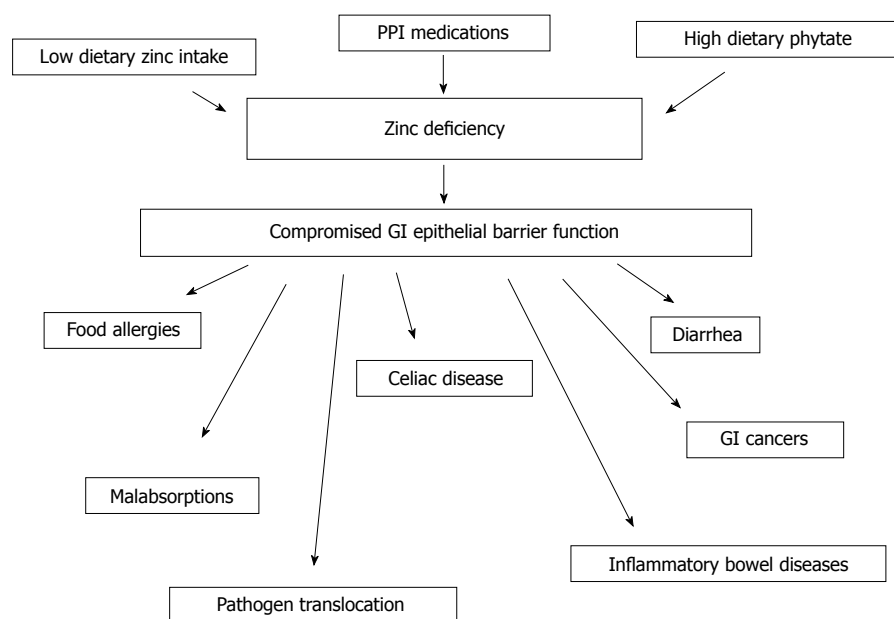 PPI medications
Low dietary zinc intake
High dietary phytate
Zinc deficiency
Compromised GI epithelial barrier function
Food allergies
Diarrhea
Celiac disease
GI cancers
Malabsorptions
Inflammatory bowel diseases
Pathogen translocation